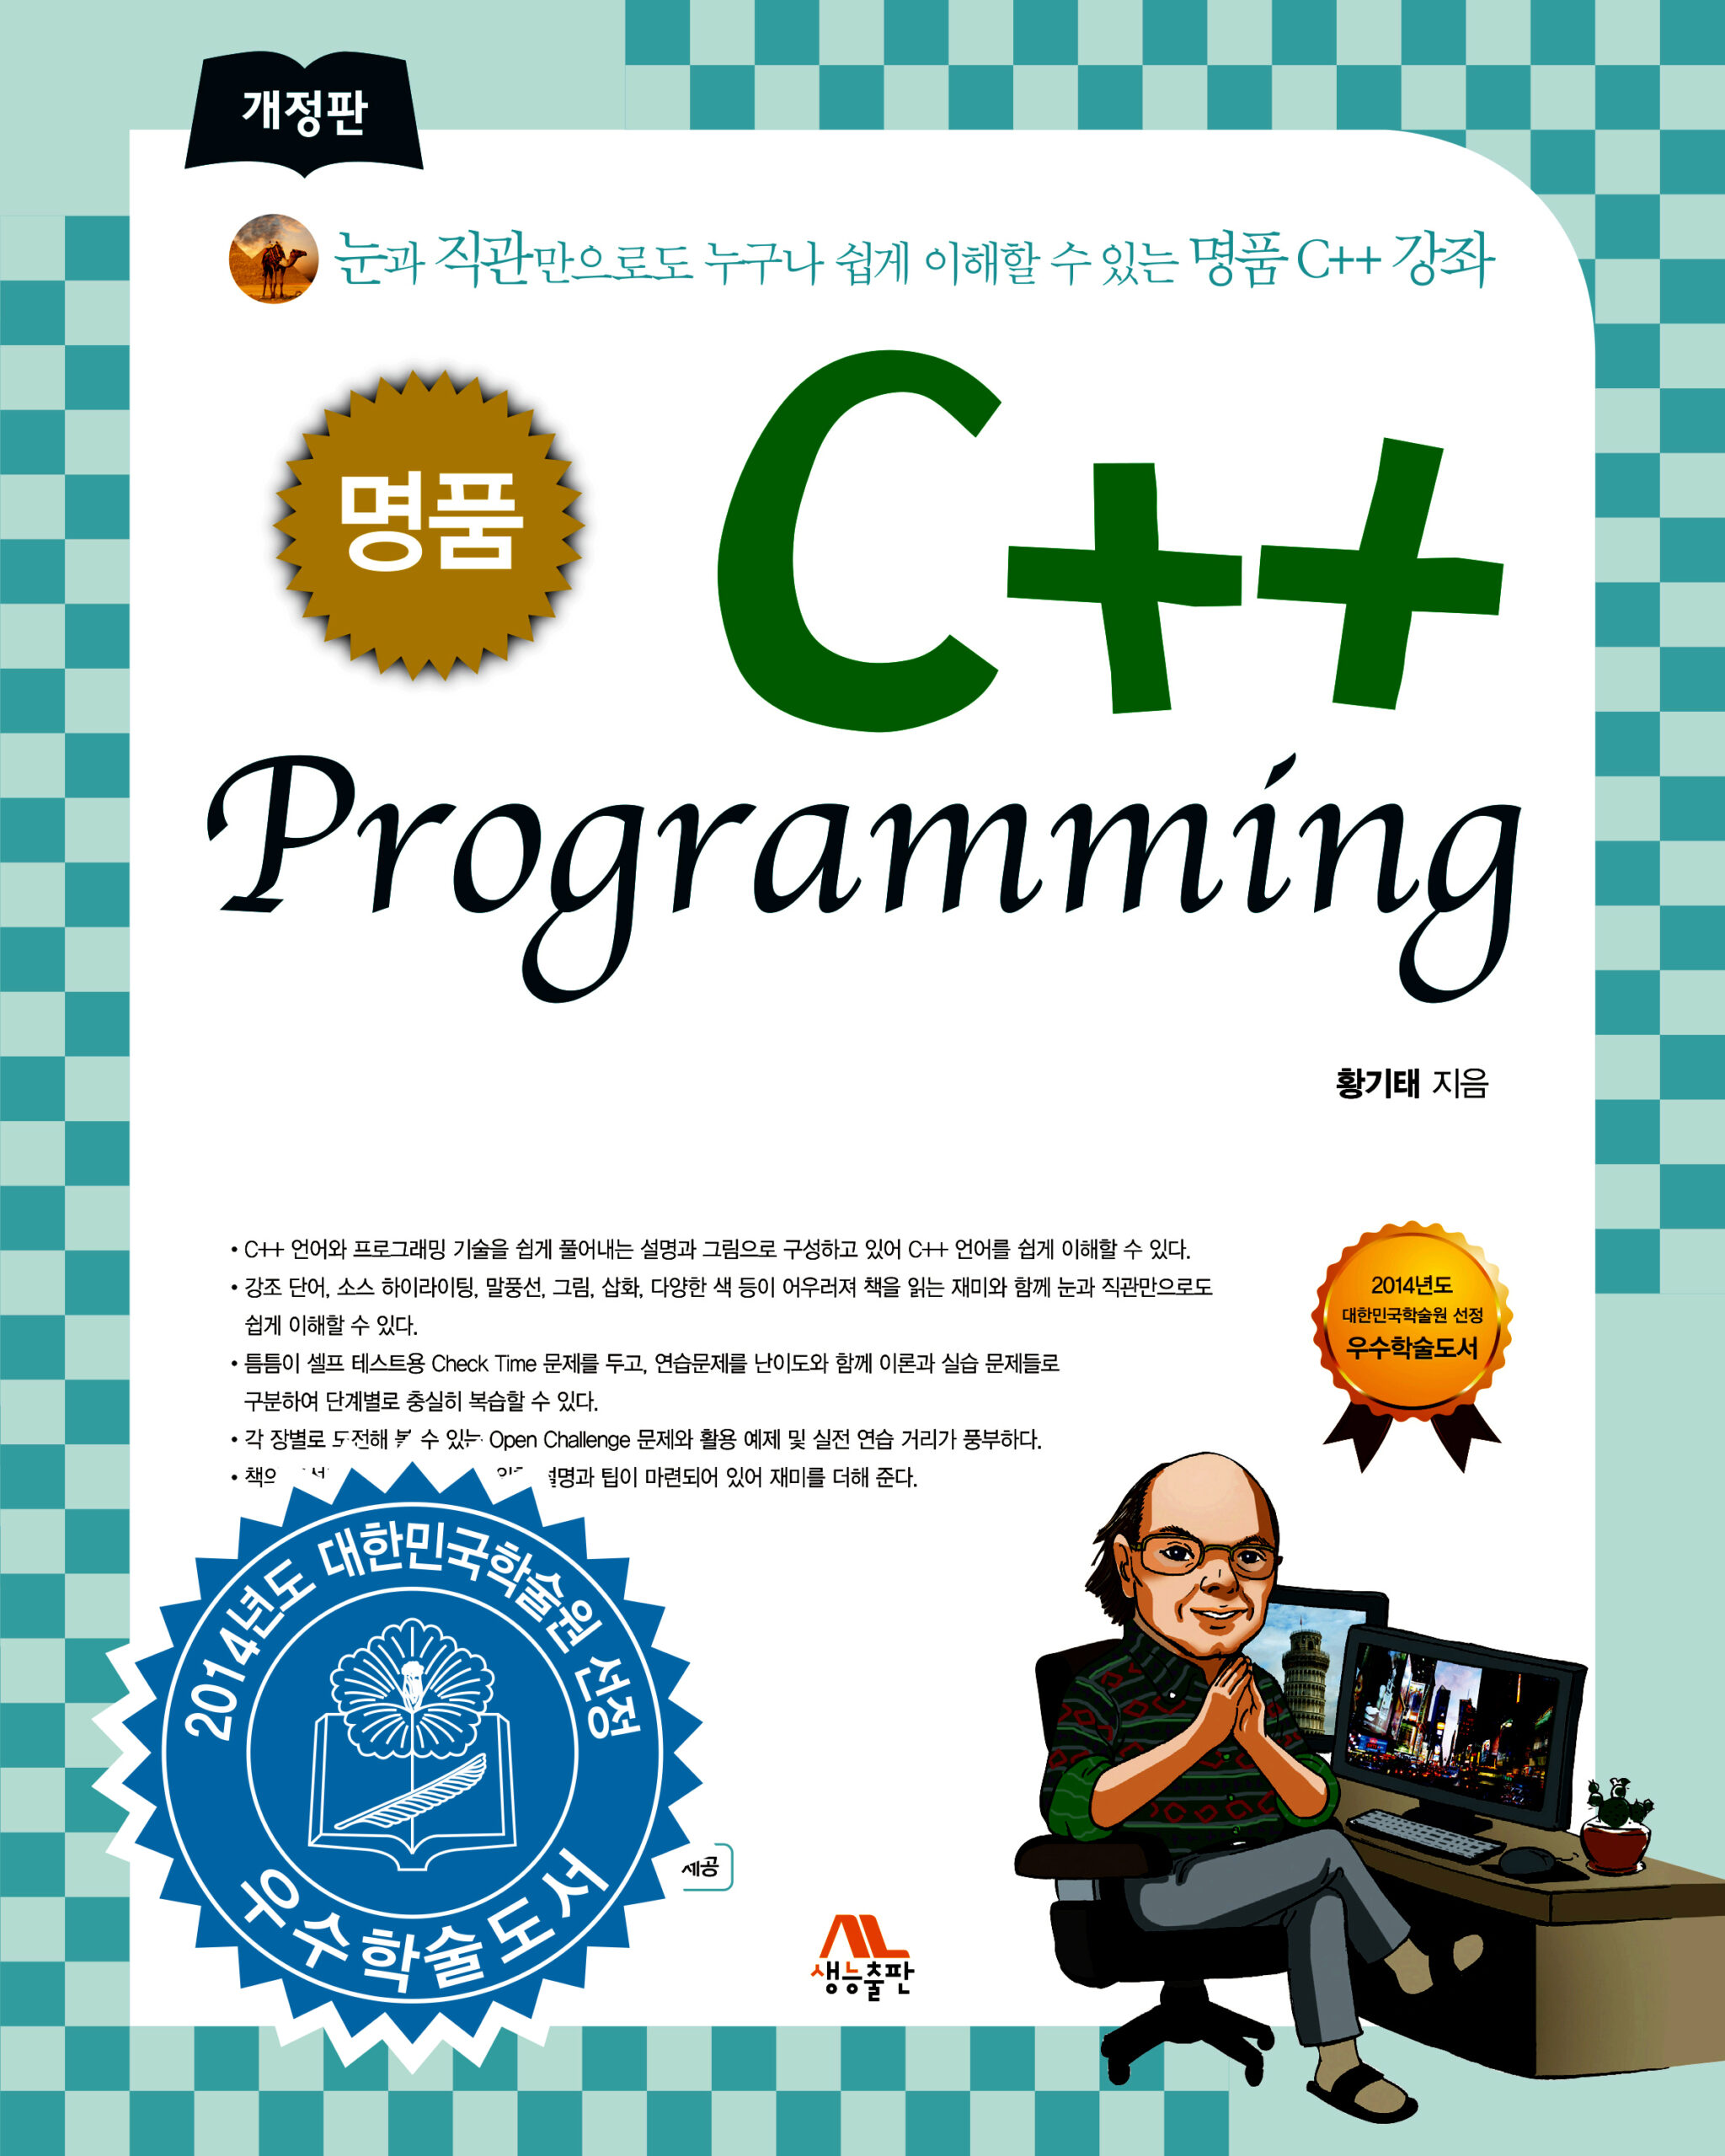 개정판
눈과 직관만으로도 누구나 쉽게 이해할 수 있는 명품 C++ 강좌
명품
C++
Programming
황기태 지음
• C++ 언어와 프로그래밍 기술을 쉽게 풀어내는 설명과 그림으로 구성하고 있어 C++ 언어를 쉽게 이해할 수 있다.
• 강조 단어, 소스 하이라이팅, 말풍선, 그림, 삽화, 다양한 색 등이 어우러져 책을 읽는 재미와 함께 눈과 직관만으로도
쉽게 이해할 수 있다.
• 틈틈이 셀프 테스트용 Check Time 문제를 두고, 연습문제를 난이도와 함께 이론과 실습 문제들로
구분하여 단계별로 충실히 복습할 수 있다.
• 각 장별로 도전해 볼 수 있는 Open Challenge 문제와 활용 예제 및 실전 연습 거리가 풍부하다.
• 설명과 팁이 마련되어 있어 재미를 더해 준다.
2014년도
대한민국학술원 선정
우수학술도서
2014년도 대한민국학술원 선정
우수학술도서
생능출판